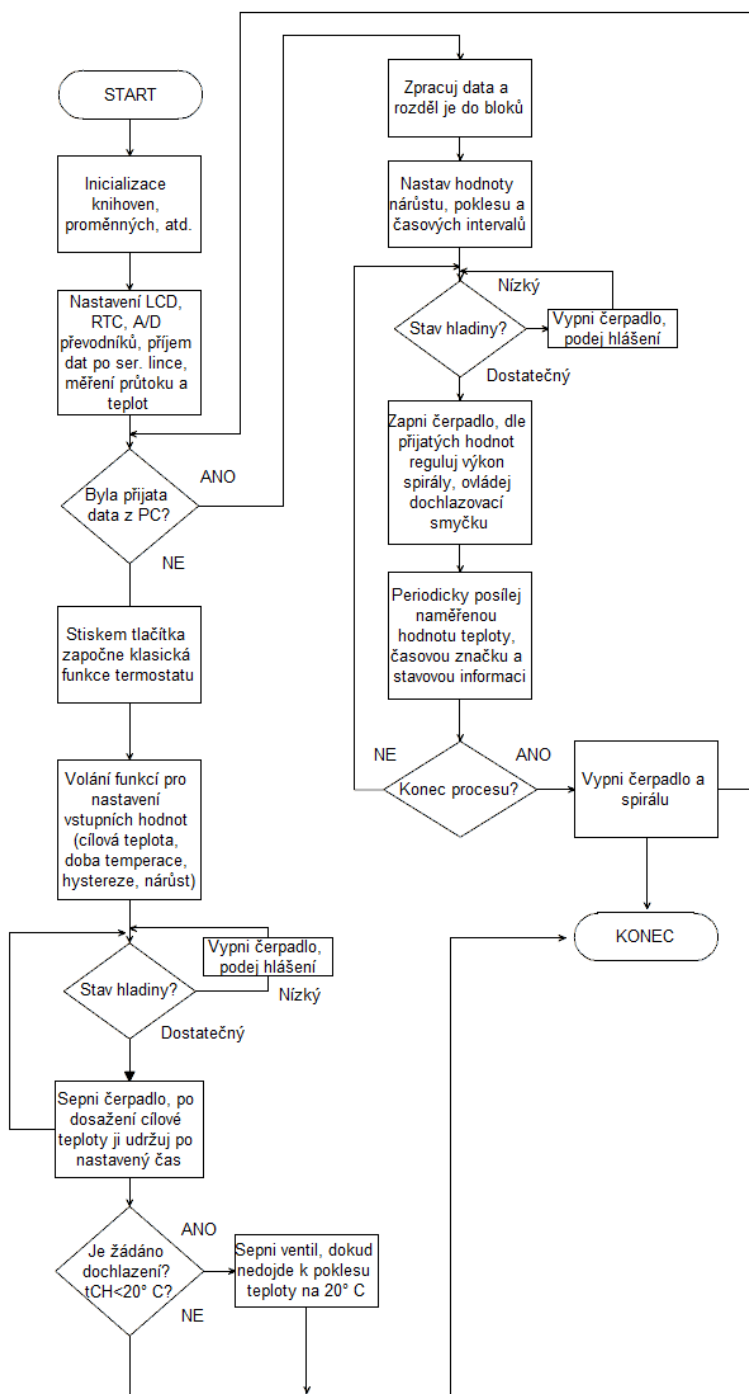 START
Inicializace
knihoven,
proměnných, atd.
Nastavení LCD,
RTC, A/D
převodníků, příjem
dat po ser. lince,
měření průtoku a
teplot
Byla přijata
data z PC?
ANO
NE
Stiskem tlačítka
započne klasická
funkce termostatu
Volání funkcí pro
nastavení
vstupních hodnot
(cílová teplota,
doba temperace,
hystereze, nárůst)
Vypni čerpadlo,
podej hlášení
Stav hladiny?
Nízký
Dostatečný
Sepni čerpadlo, po
dosažení cílové
teploty ji udržuj po
nastavený čas
Je žádáno
dochlazení?
tCH<20° C?
ANO
NE
Sepni ventil, dokud
nedojde k poklesu
teploty na 20° C
Zpracuj data a
rozděl je do bloků
Nastav hodnoty
nárůstu, poklesu a
časových intervalů
Nízký
Stav hladiny?
Vypni čerpadlo,
podej hlášení
Dostatečný
Zapni čerpadlo, dle
přijatých hodnot
reguluj výkon
spirály, ovládej
dochlazovací
smyčku
Periodicky posílej
naměřenou
hodnotu teploty,
časovou značku a
stavovou informaci
NE
ANO
Konec procesu?
Vypni čerpadlo a
spirálu
KONEC